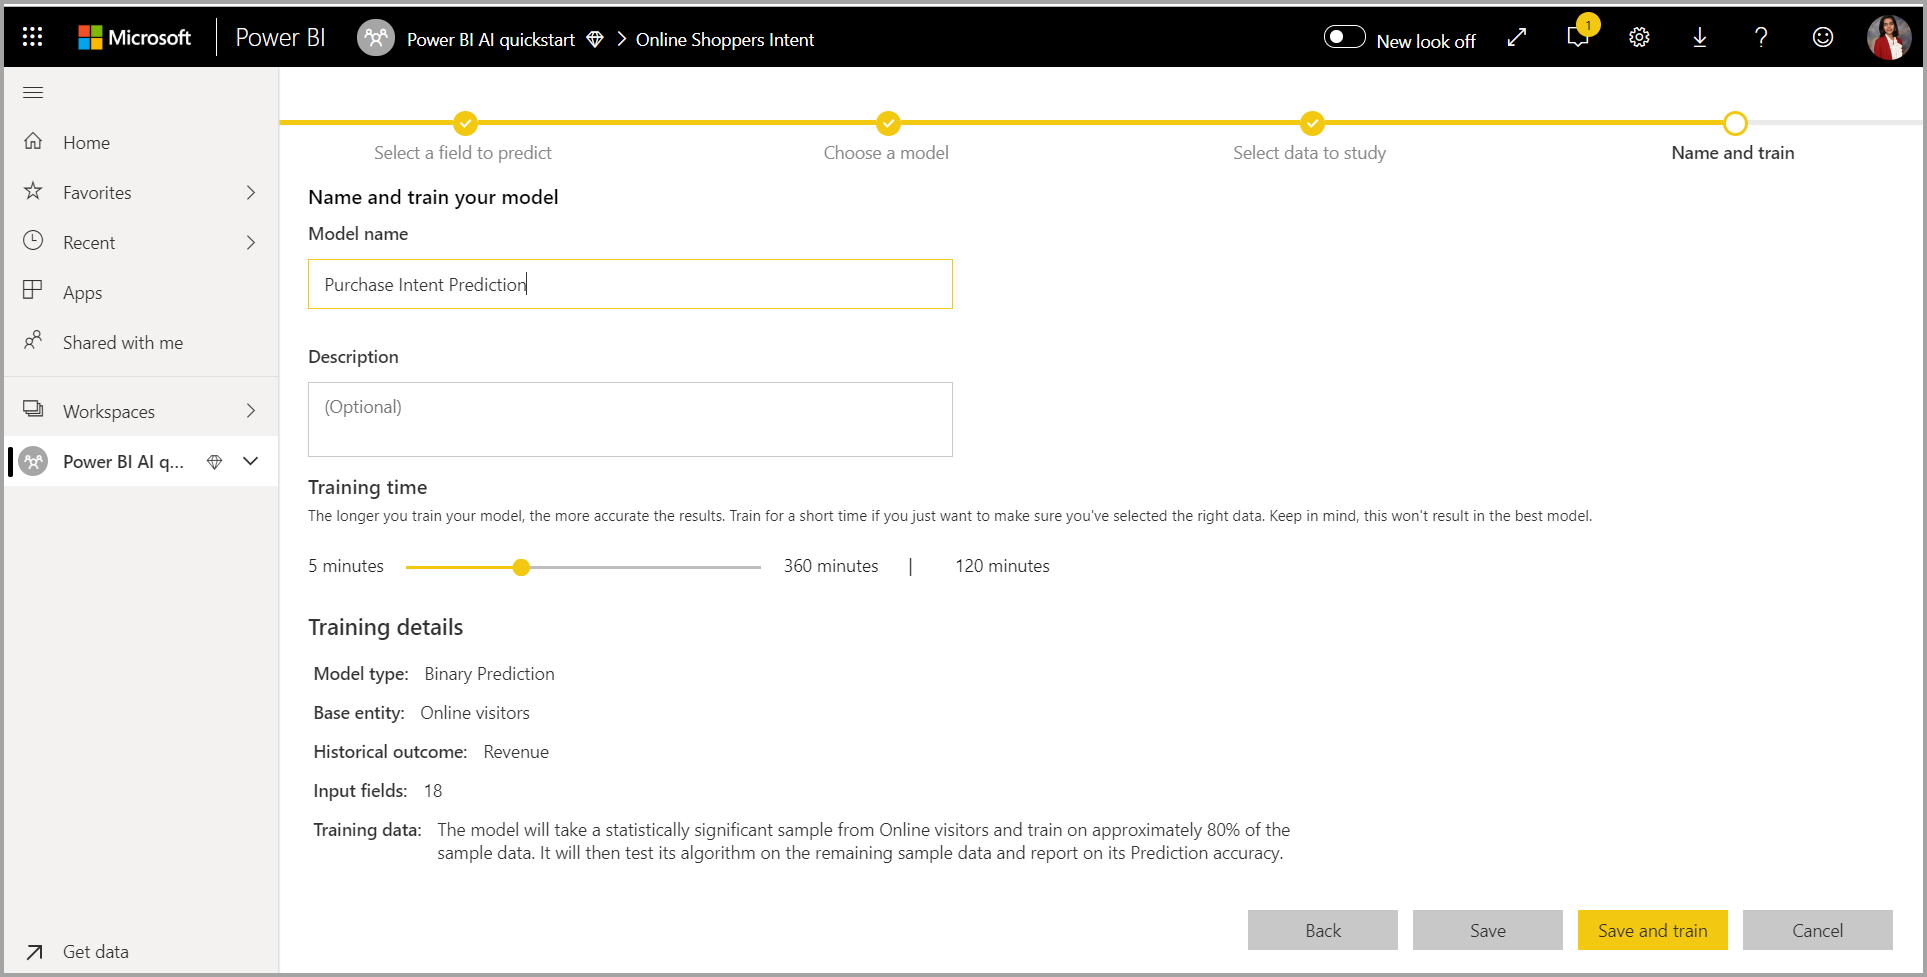 Microsoft Power BI Power BI AI quickstart Online Shoppers Intent New look off 1
Home
Favorites
Recent
Apps
Shared with me
Workspaces
Power BI AI q...
Get data
Select a field to predict Choose a model Select data to study Name and train
Name and train your model
Model name
Purchase Intent Prediction
Description
(Optional)
Training time
The longer you train your model, the more accurate the results. Train for a short time if you just want to make sure you've selected the right data. Keep in mind, this won't result in the best model.
5 minutes 360 minutes | 120 minutes
Training details
Model type: Binary Prediction
Base entity: Online visitors
Historical outcome: Revenue
Input fields: 18
Training data: The model will take a statistically significant sample from Online visitors and train on approximately 80% of the
sample data. It will then test its algorithm on the remaining sample data and report on its Prediction accuracy.
Back Save Save and train Cancel